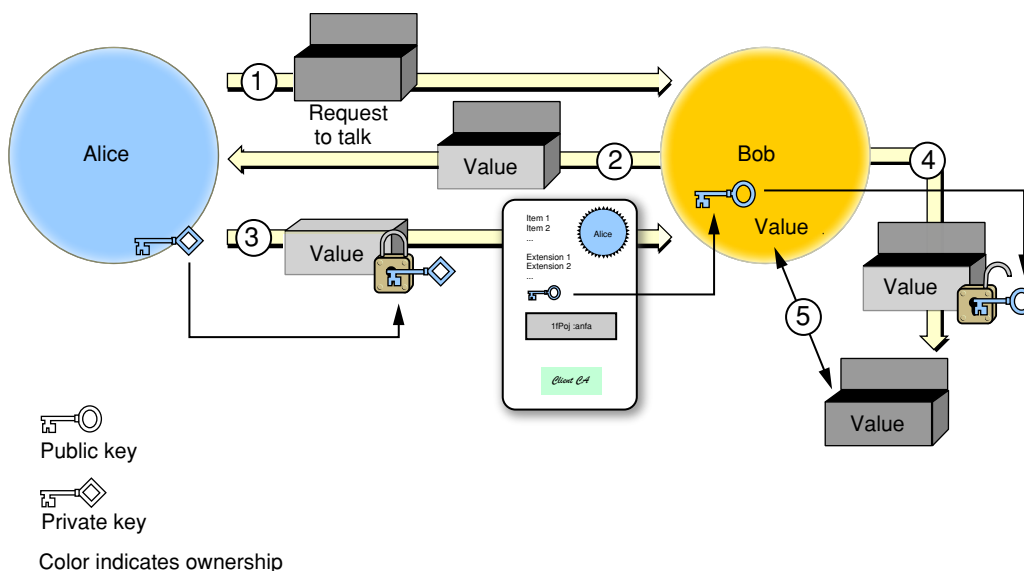 1
Request
to talk
Alice
Value
2
Bob
4
3
Value
Item 1
Item 2
...
Alice
Extension 1
Extension 2
...
1fPoj :anfa
Client CA
Value
Value
5
Value
Public key
Private key
Color indicates ownership